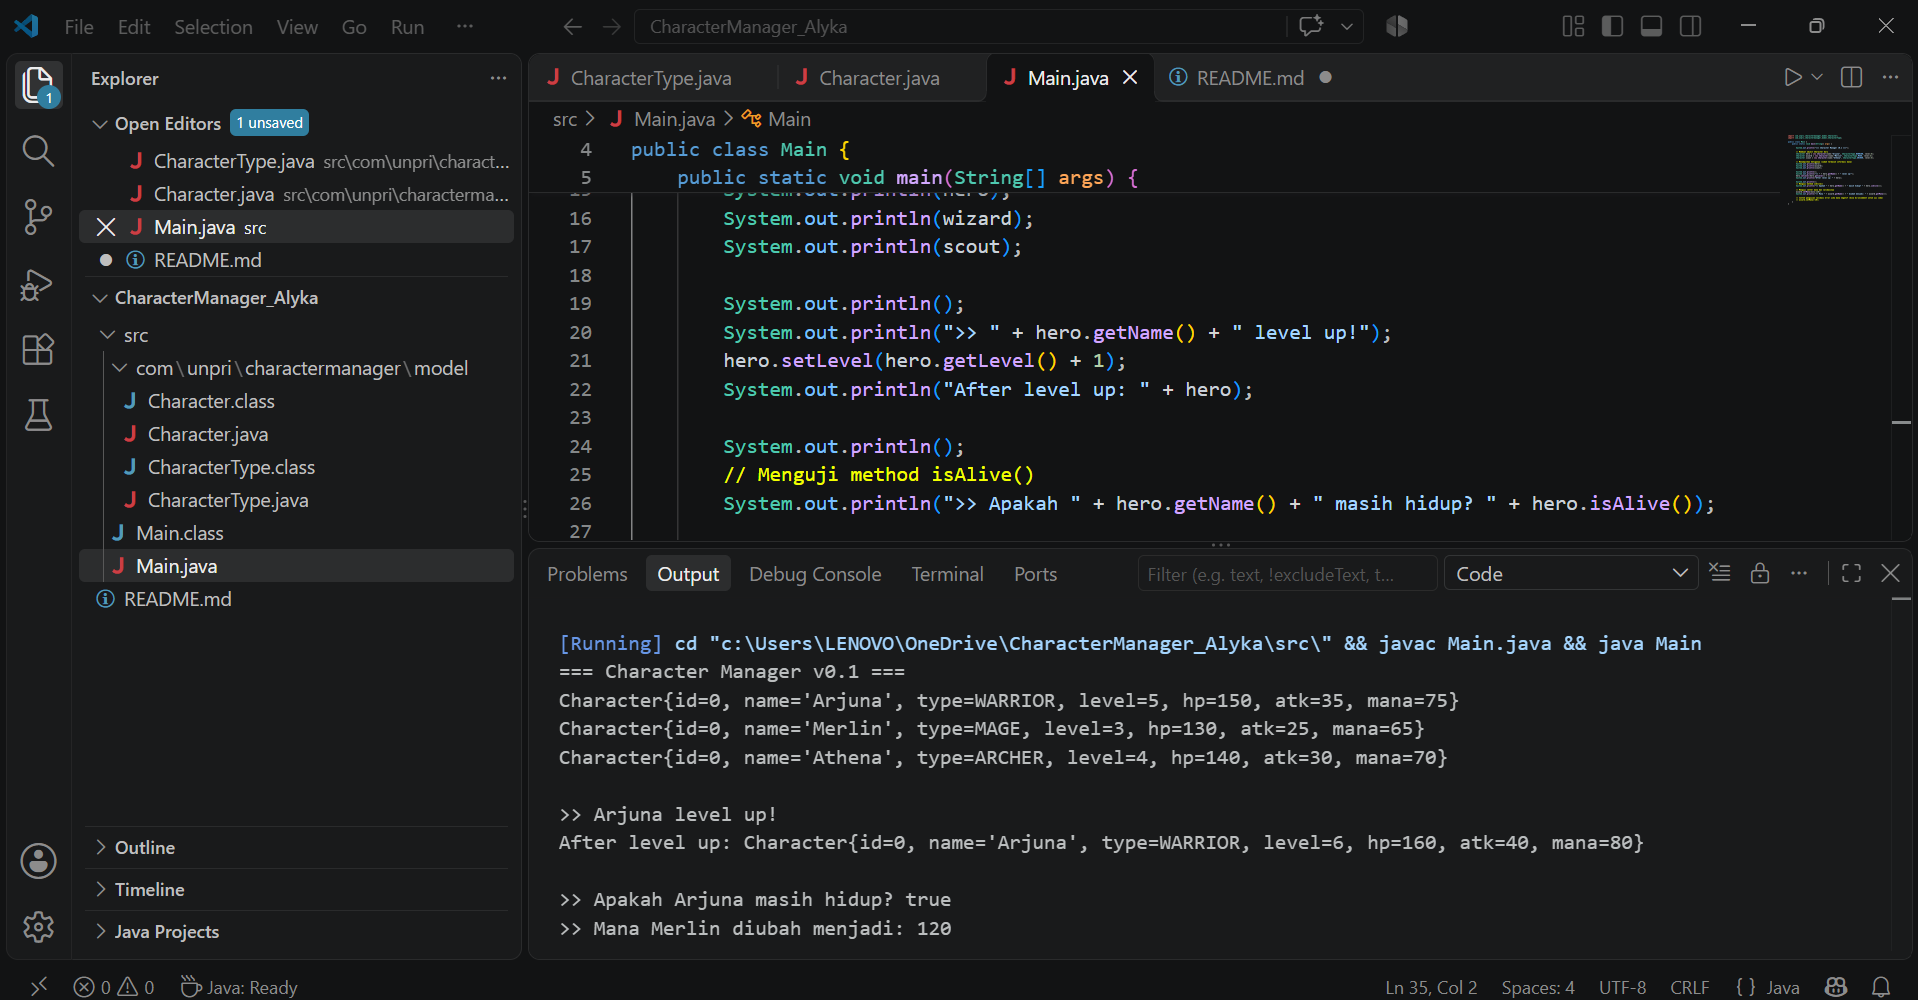 File Edit Selection View Go Run ··· CharacterManager_Alyka
Explorer
1
Open Editors 1 unsaved
CharacterType.java src\com\unpri\charact...
Character.java src\com\unpri\characterma...
Main.java src
README.md
CharacterManager_Alyka
src
com\unpri\charactermanager\model
Character.class
Character.java
CharacterType.class
CharacterType.java
Main.class
Main.java
README.md
Outline
Timeline
Java Projects
CharacterType.java Character.java Main.java README.md
src > Main.java > Main
4 public class Main {
5 public static void main(String[] args) {
15 System.out.println(hero);
16 System.out.println(wizard);
17 System.out.println(scout);
18
19 System.out.println();
20 System.out.println(">> " + hero.getName() + " level up!");
21 hero.setLevel(hero.getLevel() + 1);
22 System.out.println("After level up: " + hero);
23
24 System.out.println();
25 // Menguji method isAlive()
26 System.out.println(">> Apakah " + hero.getName() + " masih hidup? " + hero.isAlive());
27
Problems Output Debug Console Terminal Ports Filter (e.g. text, !excludeText, t... Code
[Running] cd "c:\Users\LENOVO\OneDrive\CharacterManager_Alyka\src\" && javac Main.java && java Main
=== Character Manager v0.1 ===
Character{id=0, name='Arjuna', type=WARRIOR, level=5, hp=150, atk=35, mana=75}
Character{id=0, name='Merlin', type=MAGE, level=3, hp=130, atk=25, mana=65}
Character{id=0, name='Athena', type=ARCHER, level=4, hp=140, atk=30, mana=70}
>> Arjuna level up!
After level up: Character{id=0, name='Arjuna', type=WARRIOR, level=6, hp=160, atk=40, mana=80}
>> Apakah Arjuna masih hidup? true
>> Mana Merlin diubah menjadi: 120
0 0 Java: Ready Ln 35, Col 2 Spaces: 4 UTF-8 CRLF { } Java